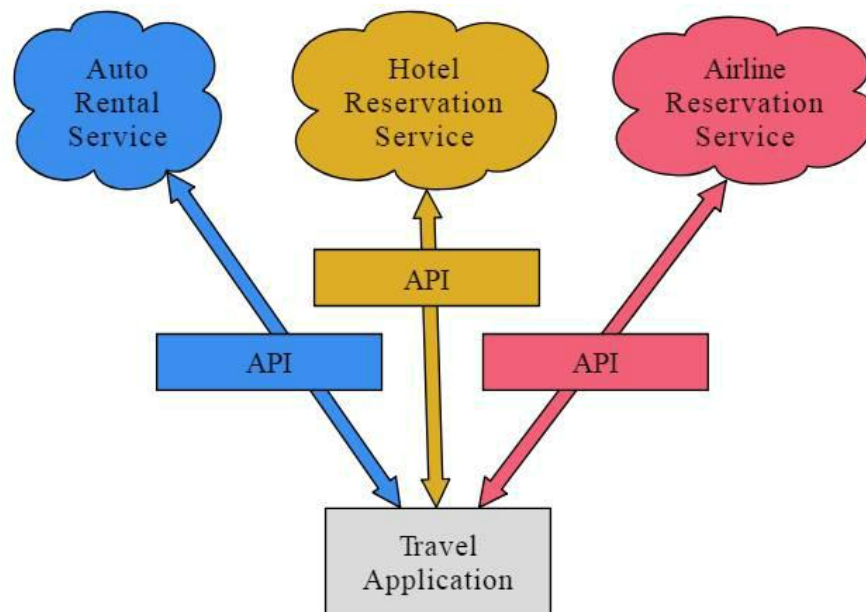 Auto
Rental
Service
Hotel
Reservation
Service
Airline
Reservation
Service
API
API
API
Travel
Application